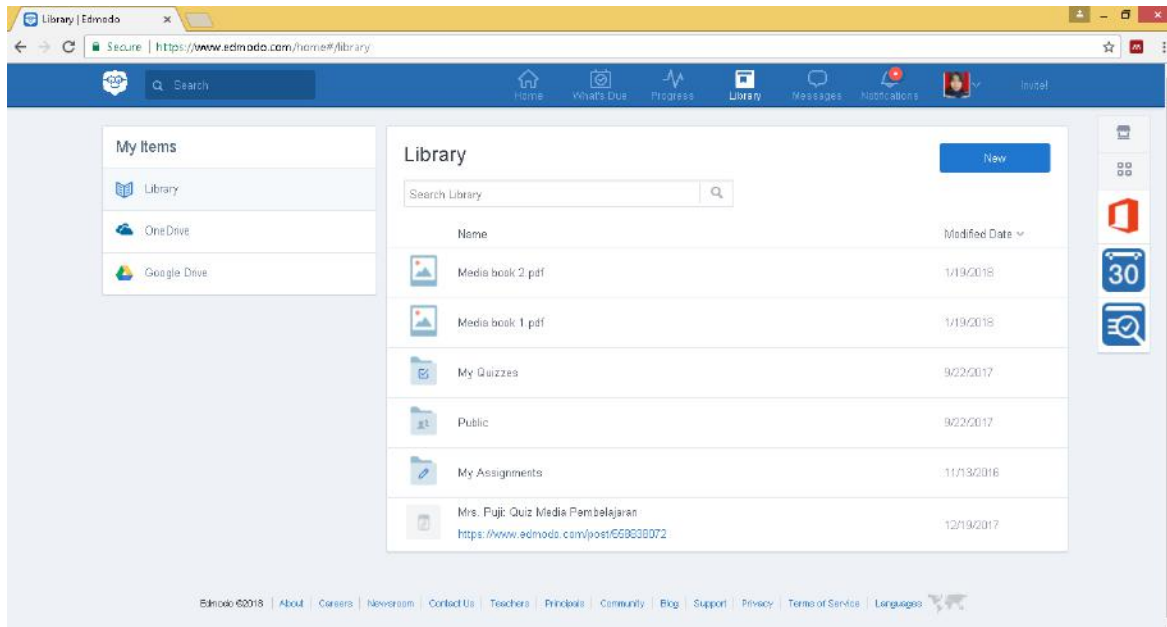 Library | Edmodo
Secure | https://www.edmodo.com/home#/library
Search
Home What's Due Progress Library Messages Notifications Invite!
My Items
Library
OneDrive
Google Drive
Library
New
Search Library
Name Modified Date
Media book 2.pdf 1/19/2018
Media book 1.pdf 1/19/2018
My Quizzes 9/22/2017
Public 9/22/2017
My Assignments 11/13/2016
Mrs. Puji: Quiz Media Pembelajaran
https://www.edmodo.com/post/558838072 12/19/2017
30
Edmodo ©2018 | About | Careers | Newsroom | Contact Us | Teachers | Principals | Community | Blog | Support | Privacy | Terms of Service | Languages